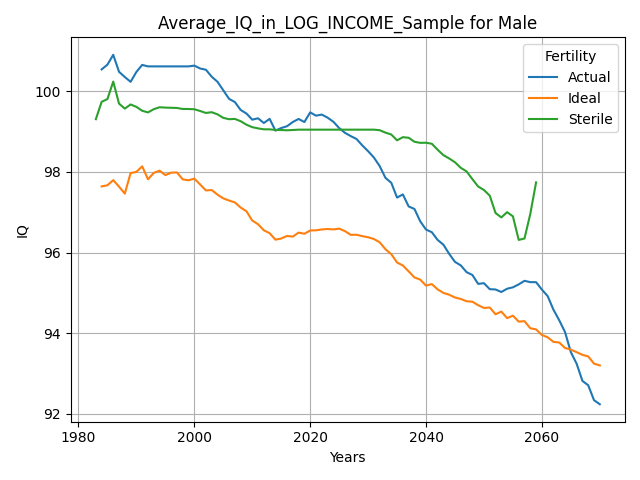 Average_IQ_in_LOG_INCOME_Sample for Male
Fertility
Actual
Ideal
Sterile
IQ
100
98
96
94
92
1980
2000
2020
2040
2060
Years